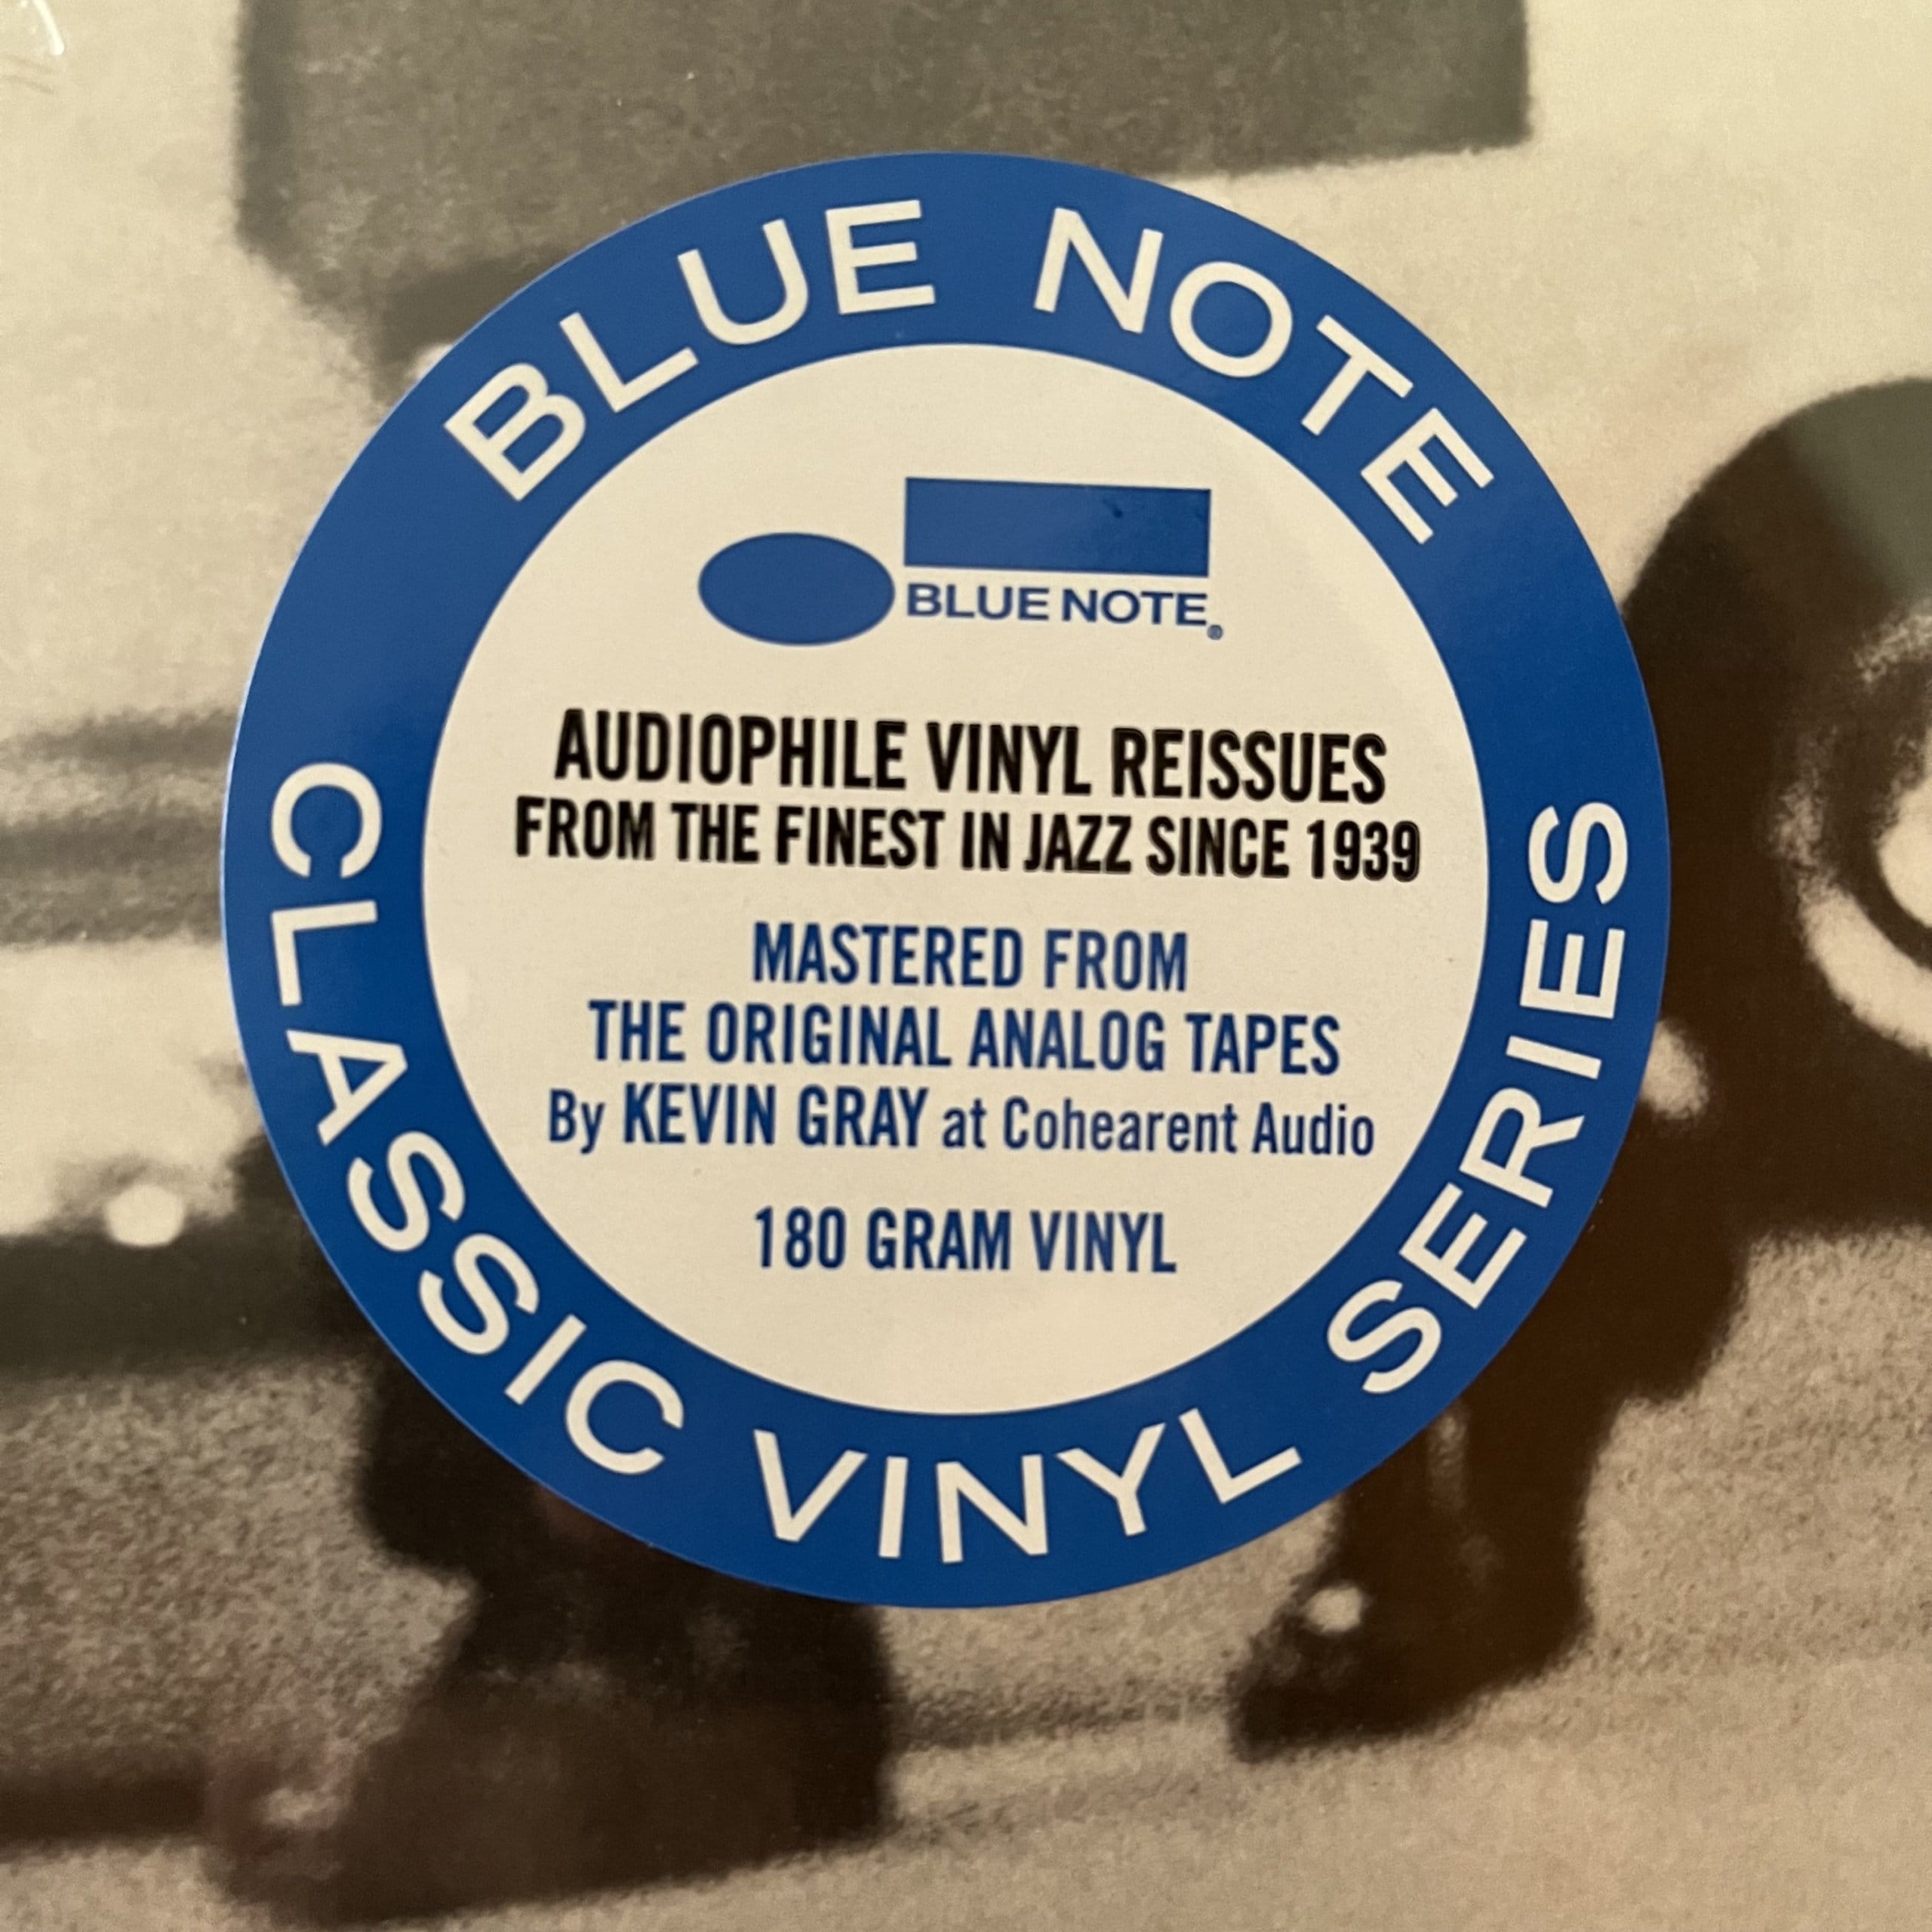 BLUE NOTE
BLUE NOTE®
AUDIOPHILE VINYL REISSUES
FROM THE FINEST IN JAZZ SINCE 1939
MASTERED FROM
THE ORIGINAL ANALOG TAPES
By KEVIN GRAY at Cohearent Audio
180 GRAM VINYL
CLASSIC VINYL SERIES